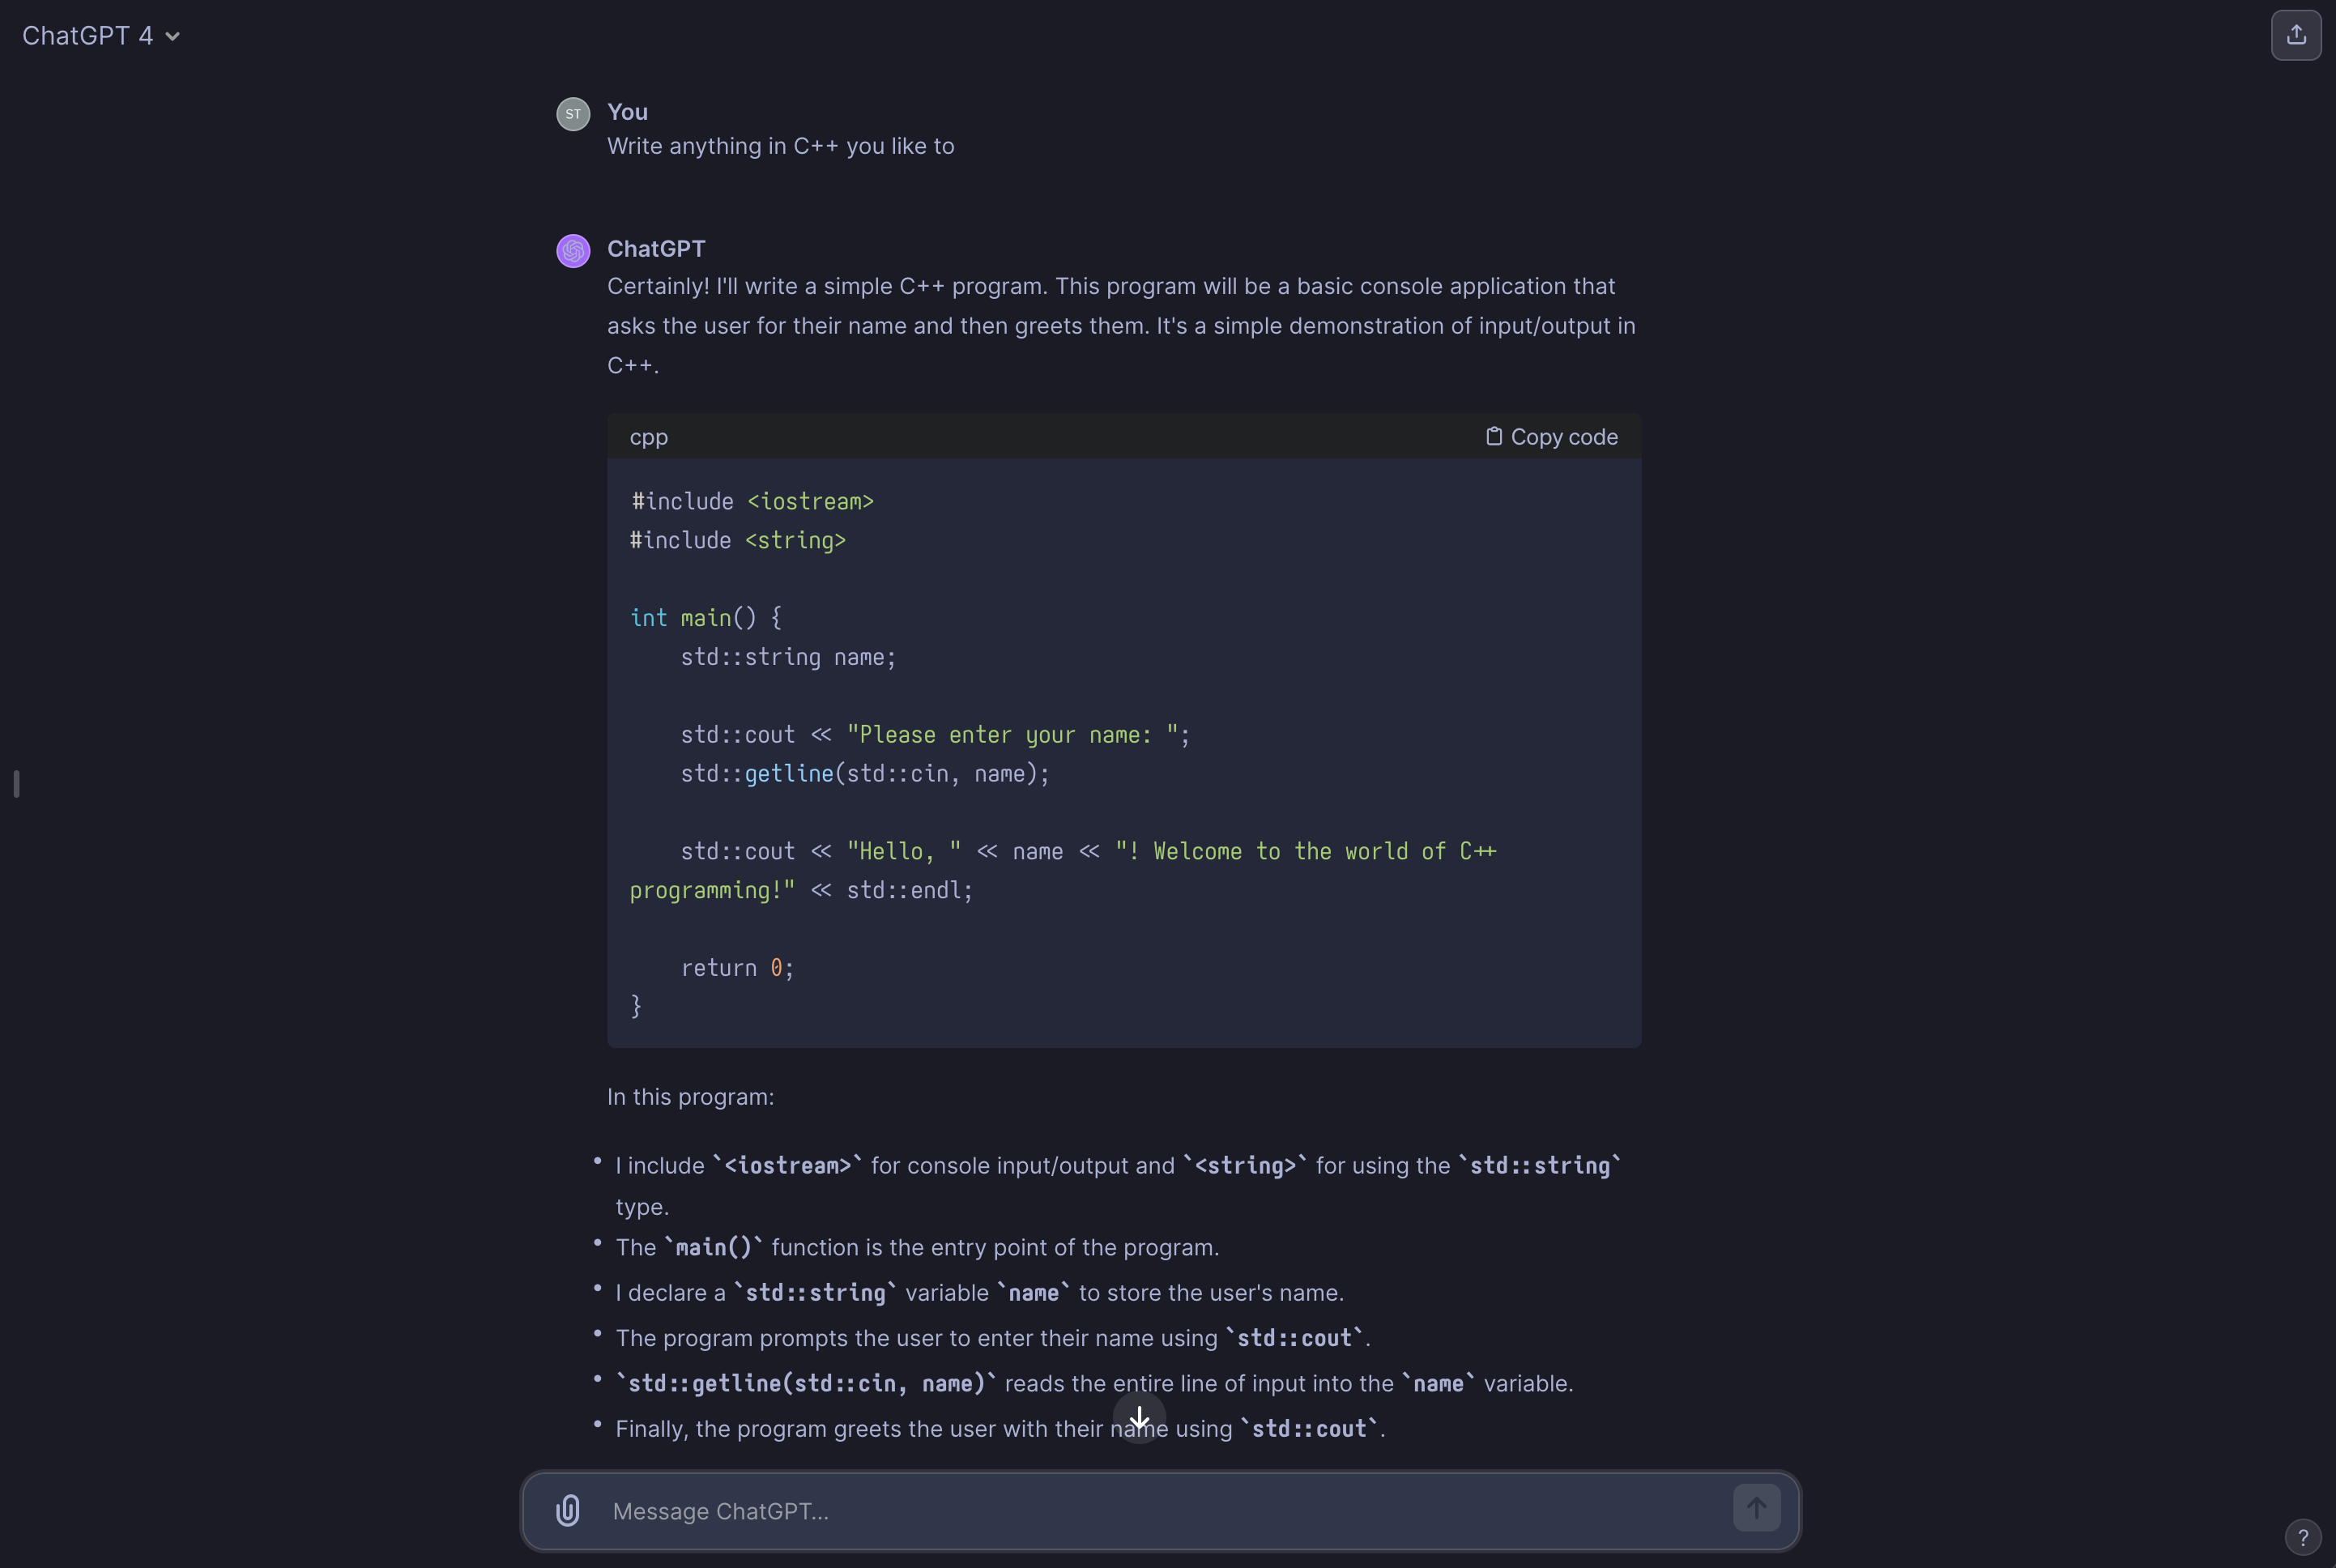 ChatGPT 4
ST
You
Write anything in C++ you like to
ChatGPT
Certainly! I'll write a simple C++ program. This program will be a basic console application that
asks the user for their name and then greets them. It's a simple demonstration of input/output in
C++.
cpp
Copy code
#include <iostream>
#include <string>
int main() {
    std::string name;
    std::cout << "Please enter your name: ";
    std::getline(std::cin, name);
    std::cout << "Hello, " << name << "! Welcome to the world of C++
programming!" << std::endl;
    return 0;
}
In this program:
• I include `<iostream>` for console input/output and `<string>` for using the `std::string`
type.
• The `main()` function is the entry point of the program.
• I declare a `std::string` variable `name` to store the user's name.
• The program prompts the user to enter their name using `std::cout`.
• `std::getline(std::cin, name)` reads the entire line of input into the `name` variable.
• Finally, the program greets the user with their name using `std::cout`.
Message ChatGPT...
?